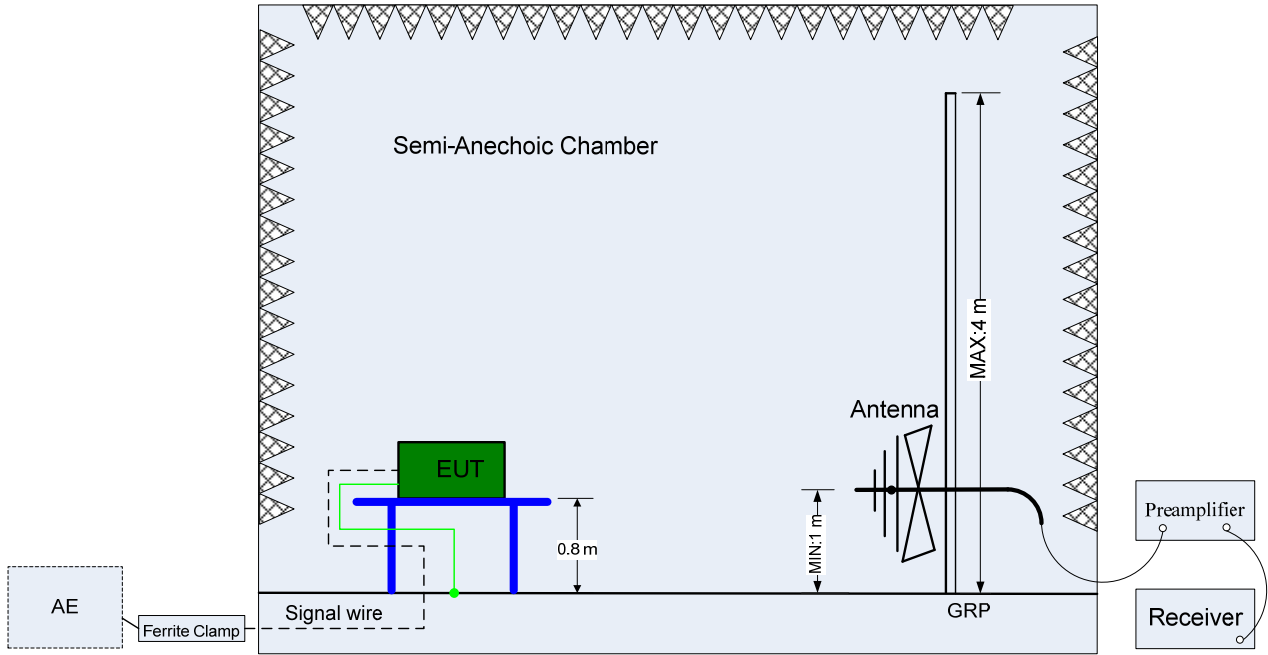 Semi-Anechoic Chamber
MAX:4 m
Antenna
EUT
MIN:1 m
0.8 m
Preamplifier
AE
Ferrite Clamp
Signal wire
GRP
Receiver